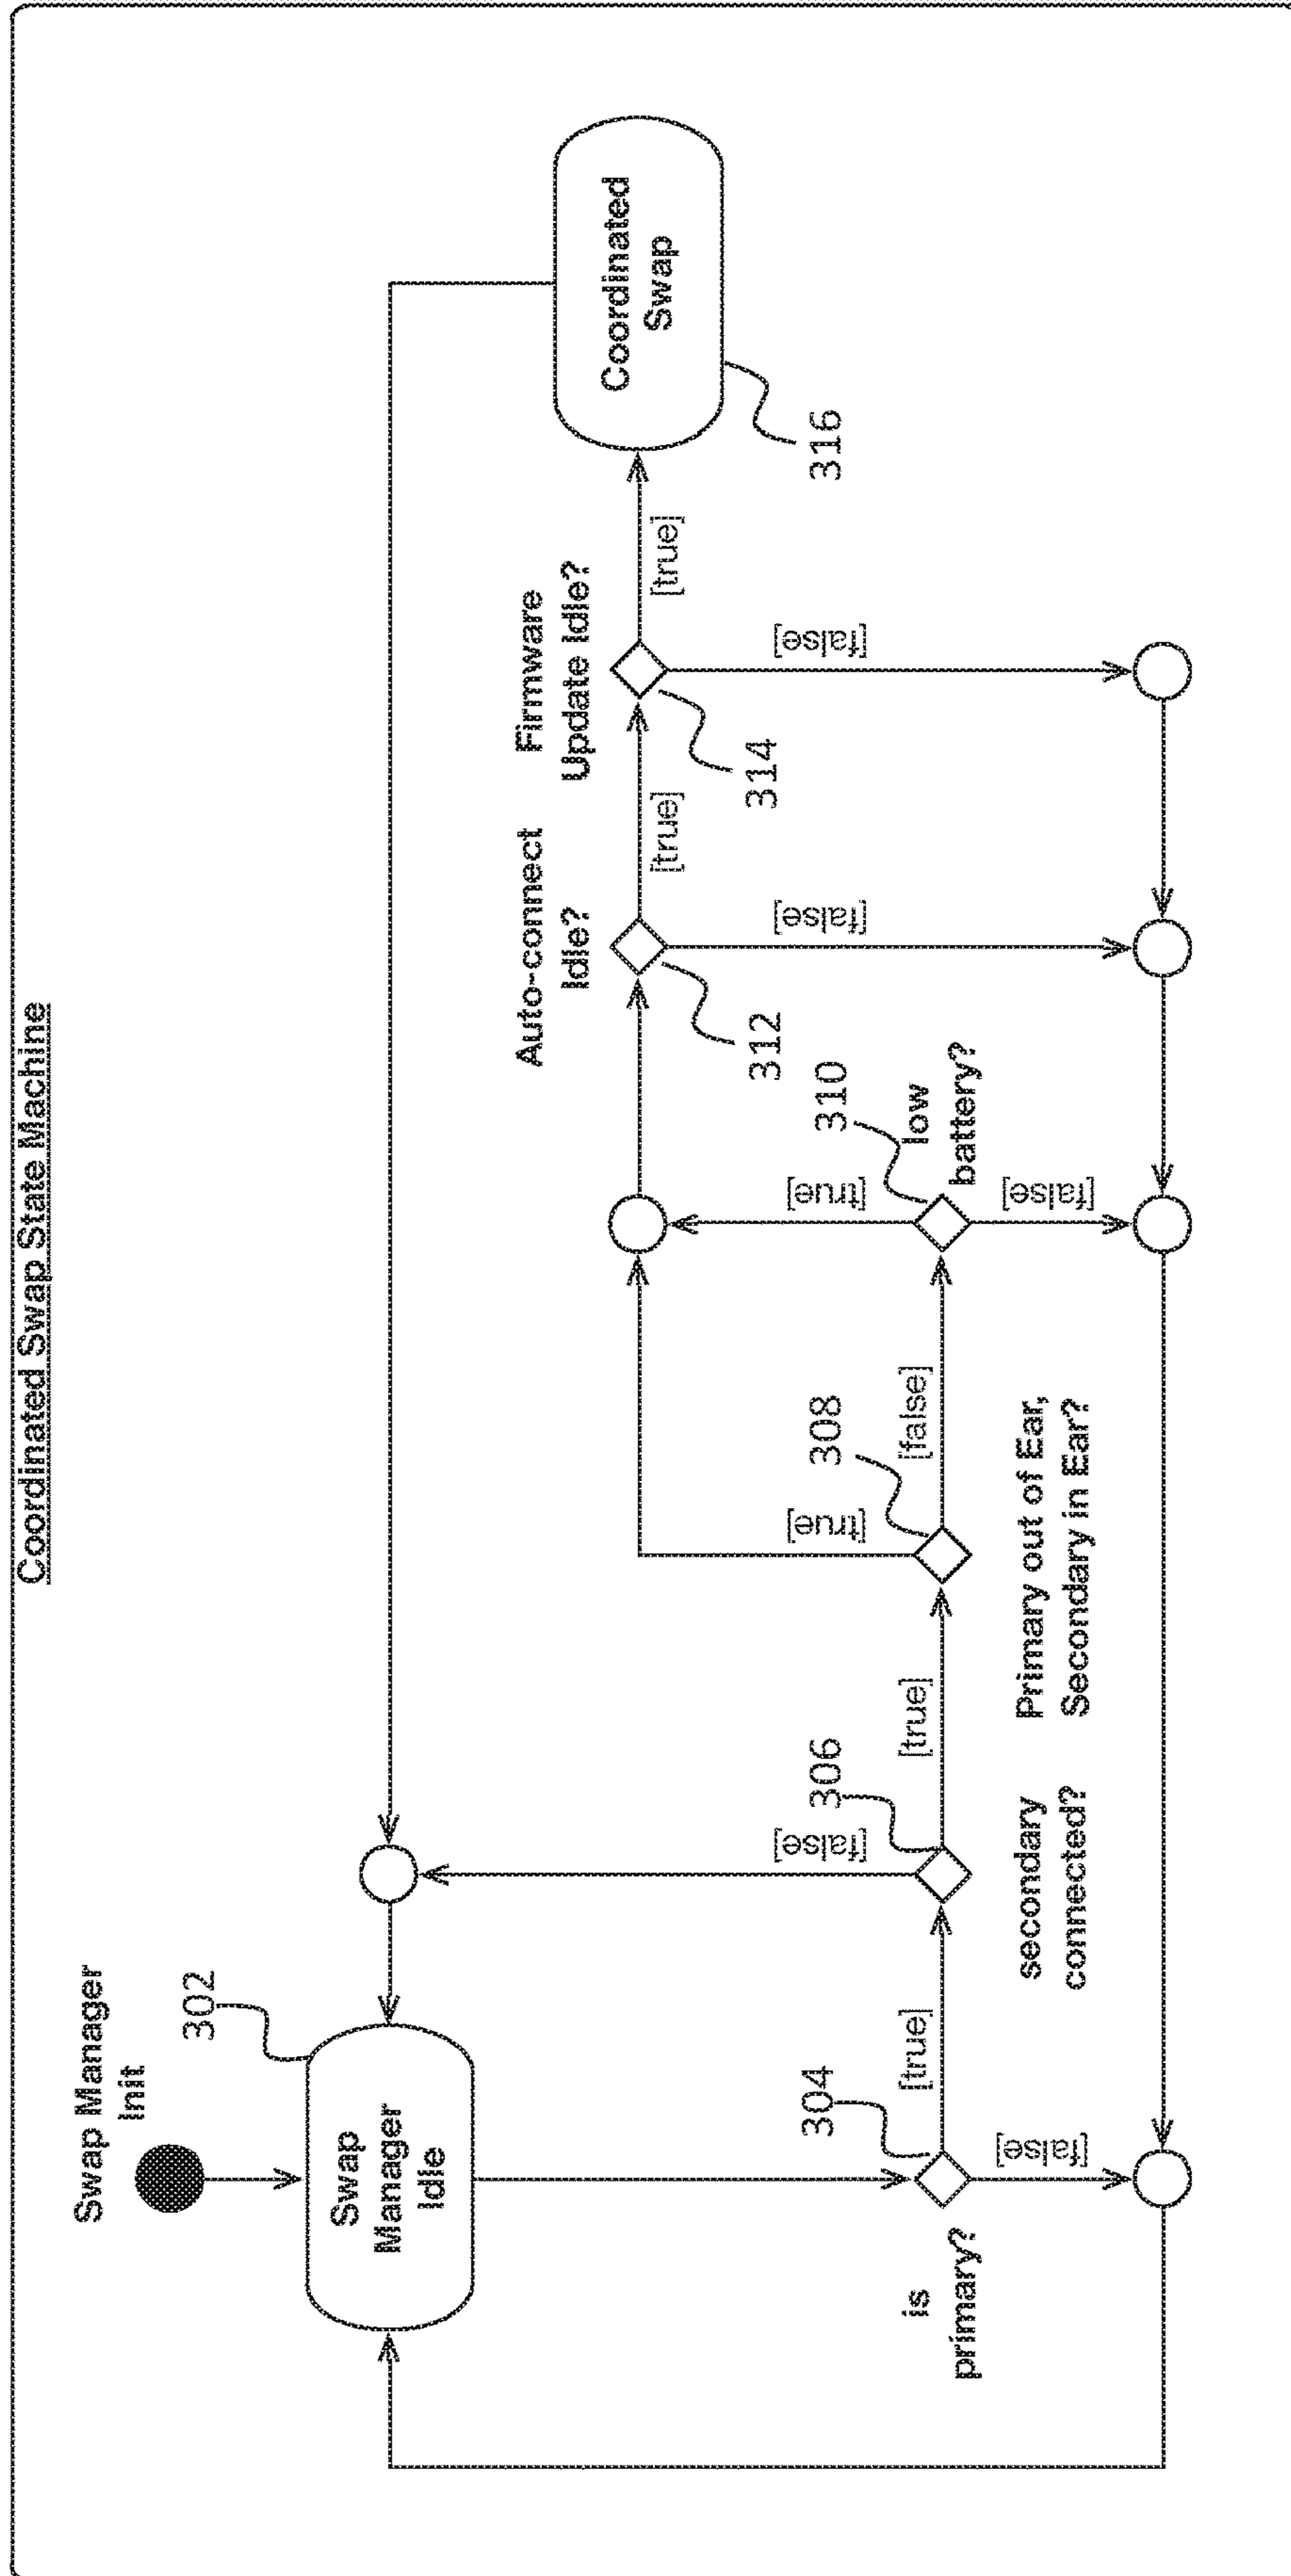 Coordinated Swap State Machine
Swap Manager
Init
302
Swap
Manager
Idle
is
primary?
304
[true]
[false]
secondary
connected?
306
[true]
[false]
Primary out of Ear,
Secondary in Ear?
308
[true]
[false]
low
battery?
310
[true]
[false]
Auto-connect
Idle?
312
[true]
[false]
Firmware
Update Idle?
314
[true]
[false]
Coordinated
Swap
316